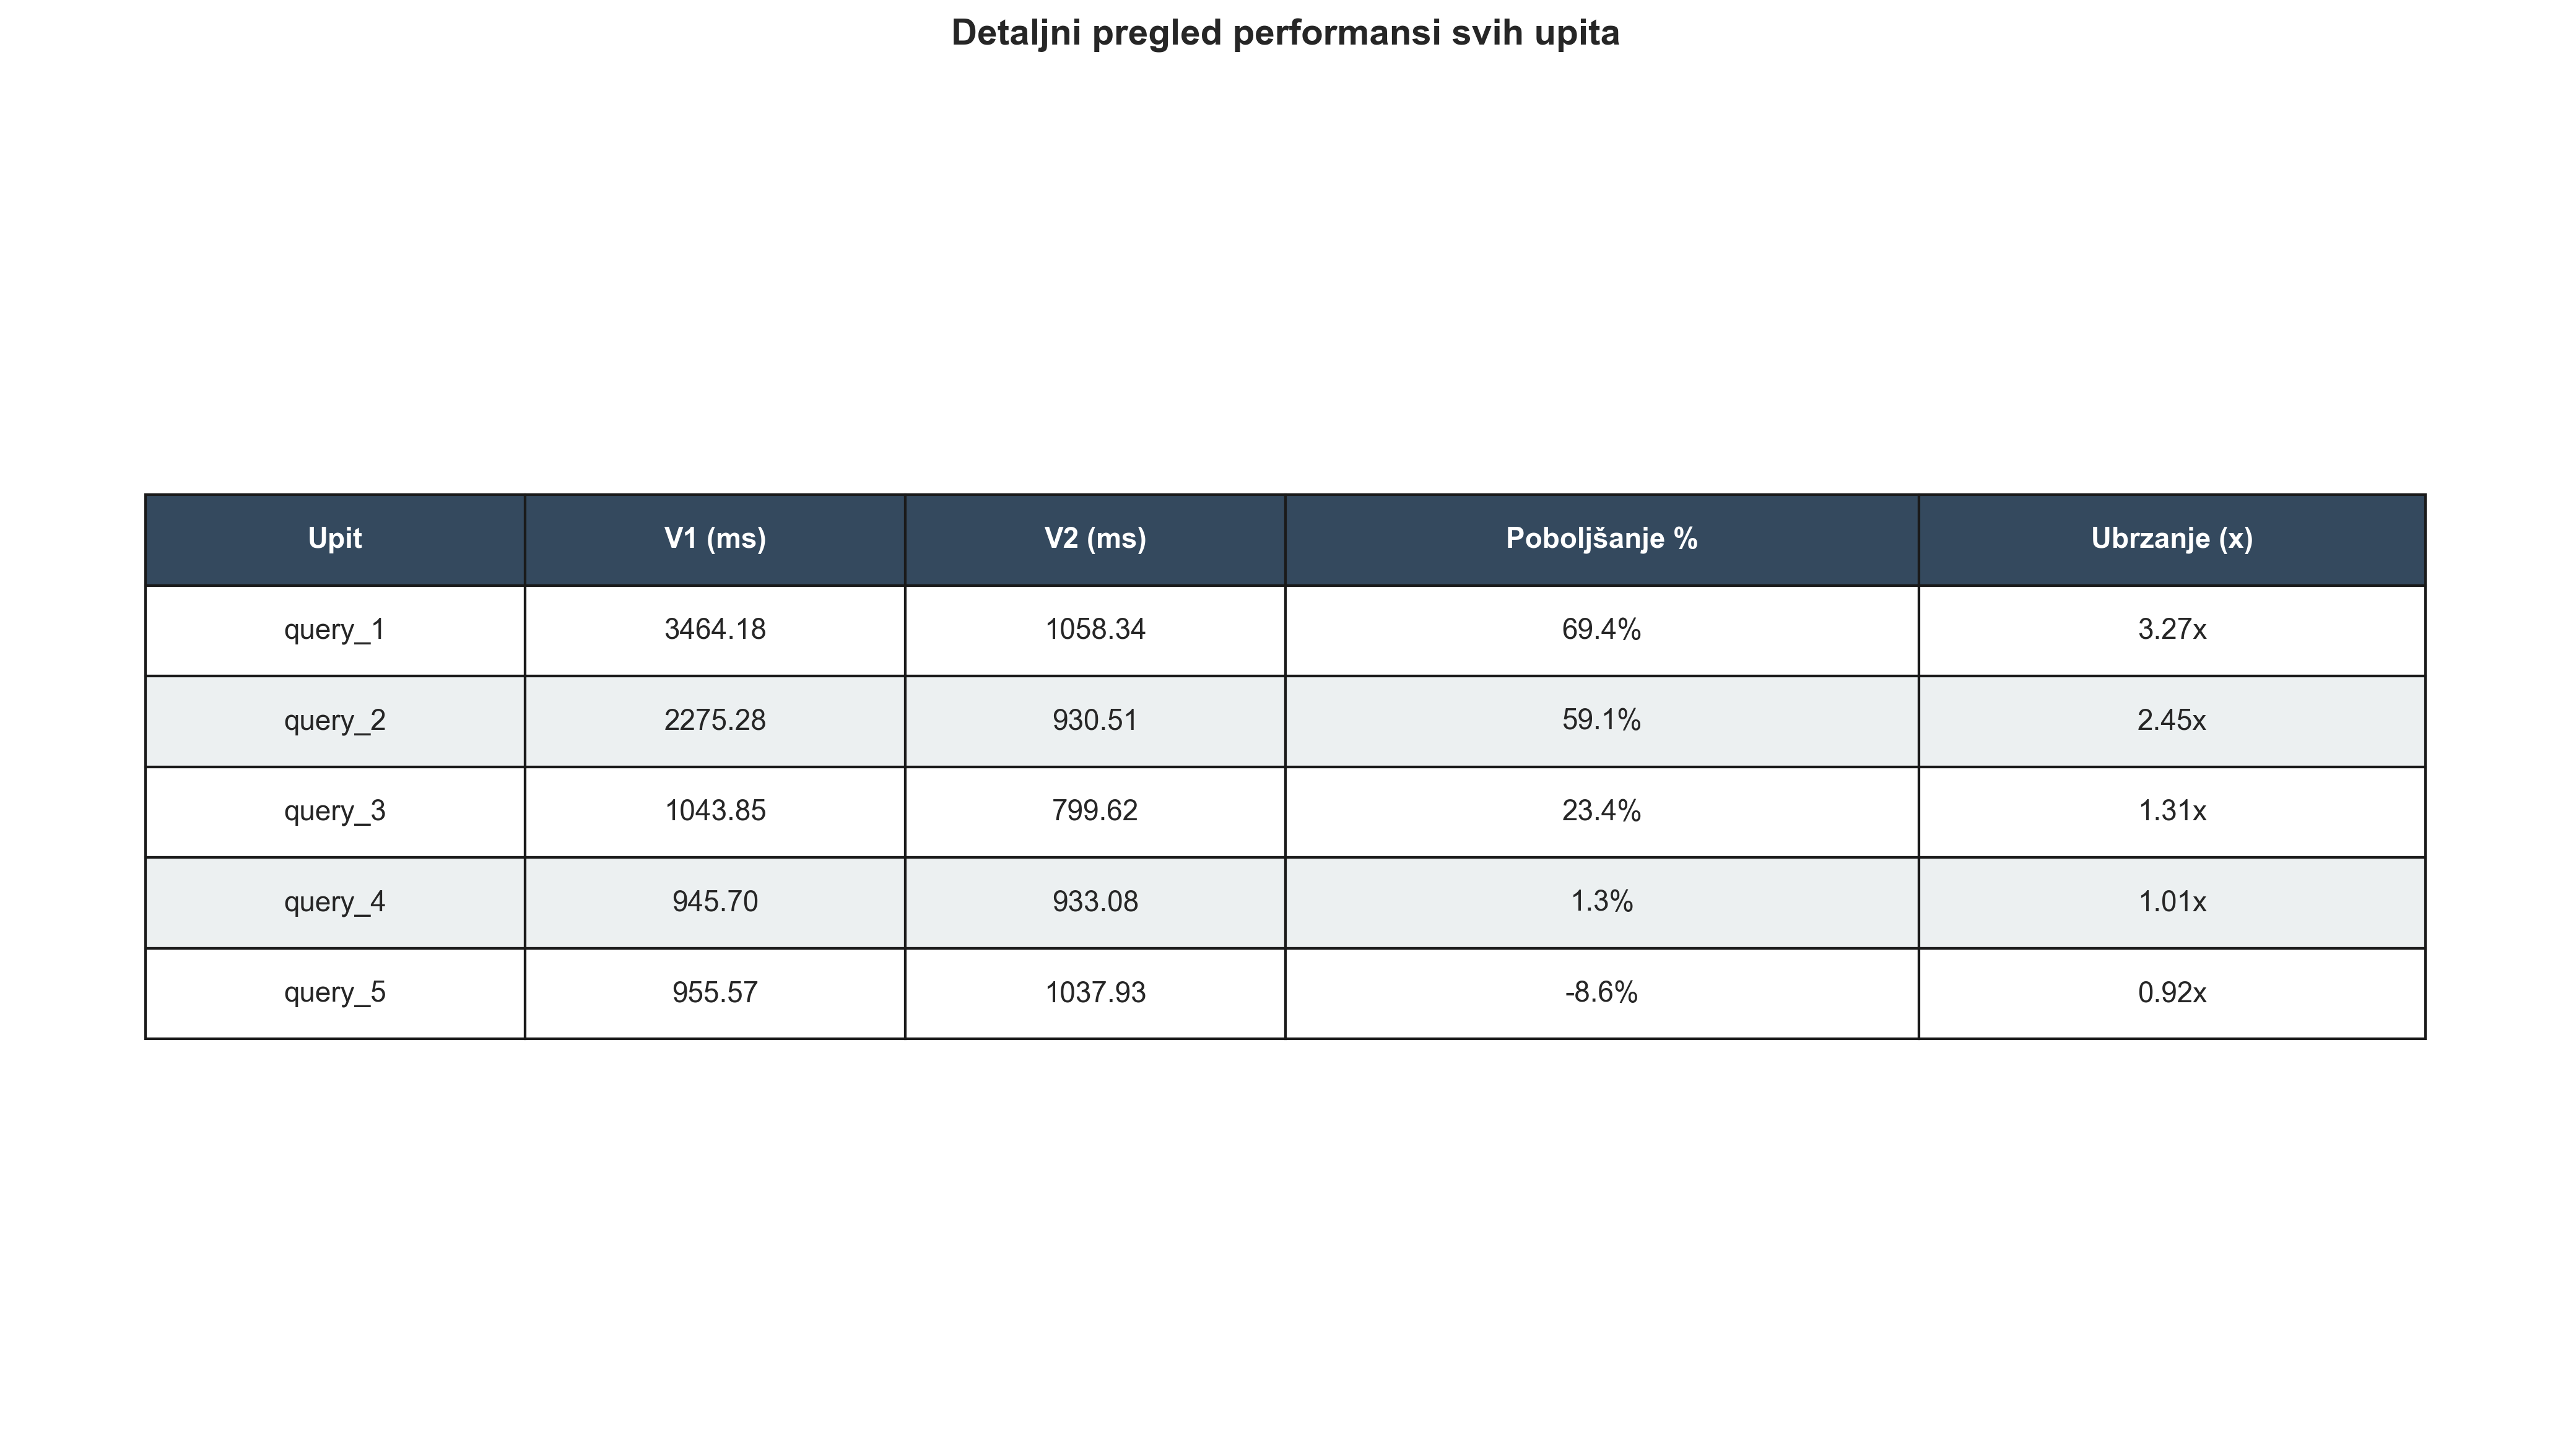 Detaljni pregled performansi svih upita
Upit V1 (ms) V2 (ms) Poboljšanje % Ubrzanje (x)
query_1 3464.18 1058.34 69.4% 3.27x
query_2 2275.28 930.51 59.1% 2.45x
query_3 1043.85 799.62 23.4% 1.31x
query_4 945.70 933.08 1.3% 1.01x
query_5 955.57 1037.93 -8.6% 0.92x